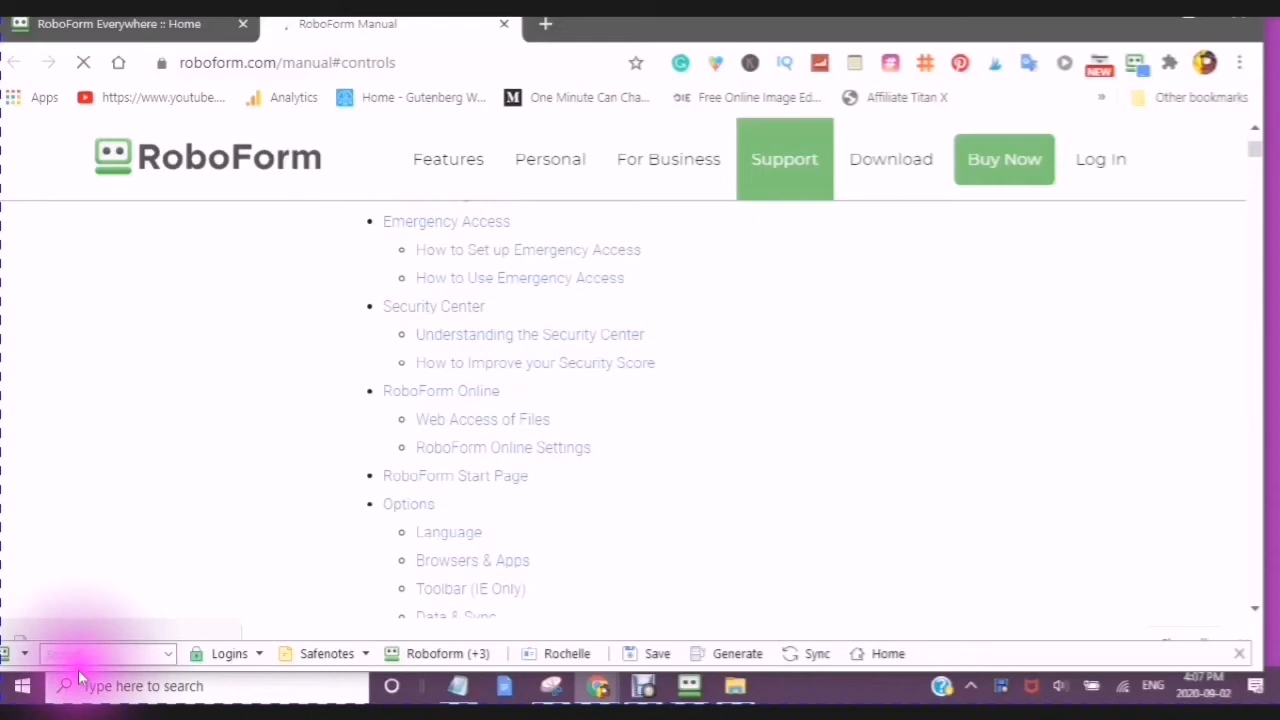 RoboForm Everywhere :: Home
RoboForm Manual
roboform.com/manual#controls
NEW
Apps
https://www.youtube....
Analytics
Home - Gutenberg W...
M
One Minute Can Cha...
Free Online Image Ed...
Affiliate Titan X
»
Other bookmarks
RoboForm
Features
Personal
For Business
Support
Download
Buy Now
Log In
Emergency Access
How to Set up Emergency Access
How to Use Emergency Access
Security Center
Understanding the Security Center
How to Improve your Security Score
RoboForm Online
Web Access of Files
RoboForm Online Settings
RoboForm Start Page
Options
Language
Browsers & Apps
Toolbar (IE Only)
Data & Sync
Logins
Safenotes
Roboform (+3)
Rochelle
Save
Generate
Sync
Home
Type here to search
ENG
4:07 PM
2020-09-02